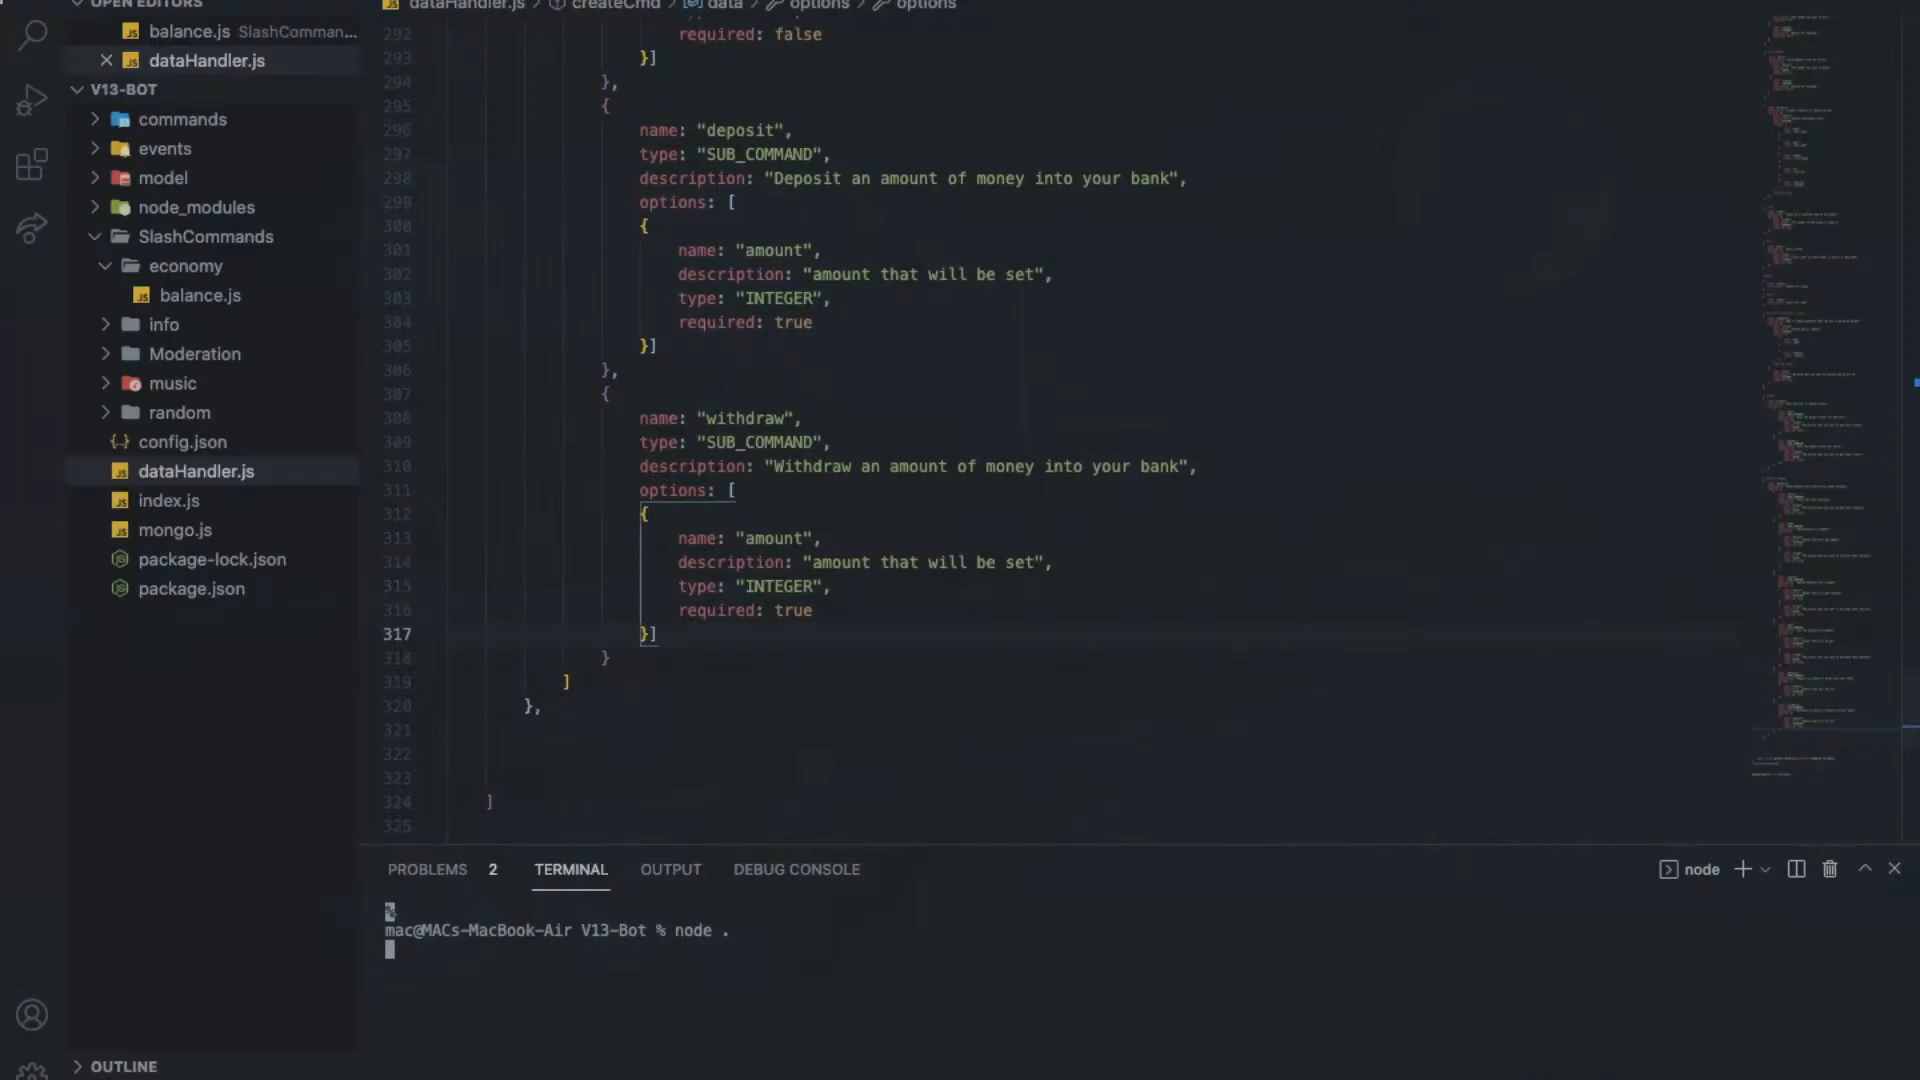 OPEN EDITORS
balance.js SlashComman...
dataHandler.js
V13-BOT
commands
events
model
node_modules
SlashCommands
economy
balance.js
info
Moderation
music
random
config.json
dataHandler.js
index.js
mongo.js
package-lock.json
package.json
OUTLINE
dataHandler.js > createCmd > data > options > options
292 required: false
293 }]
294 },
295 {
296 name: "deposit",
297 type: "SUB_COMMAND",
298 description: "Deposit an amount of money into your bank",
299 options: [
300 {
301 name: "amount",
302 description: "amount that will be set",
303 type: "INTEGER",
304 required: true
305 }]
306 },
307 {
308 name: "withdraw",
309 type: "SUB_COMMAND",
310 description: "Withdraw an amount of money into your bank",
311 options: [
312 {
313 name: "amount",
314 description: "amount that will be set",
315 type: "INTEGER",
316 required: true
317 }]
318 }
319 ]
320 },
321
322
323
324 ]
325
PROBLEMS 2 TERMINAL OUTPUT DEBUG CONSOLE node
%
mac@MACs-MacBook-Air V13-Bot % node .